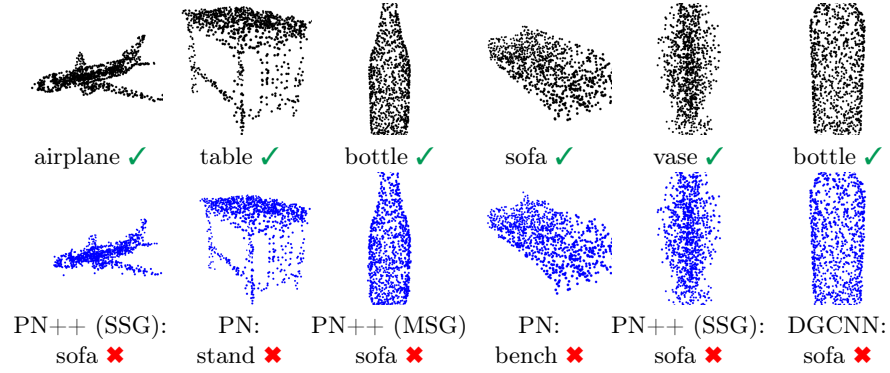 airplane ✓ table ✓ bottle ✓ sofa ✓ vase ✓ bottle ✓
PN++ (SSG): PN: PN++ (MSG) PN: PN++ (SSG): DGCNN:
sofa ✖ stand ✖ sofa ✖ bench ✖ sofa ✖ sofa ✖